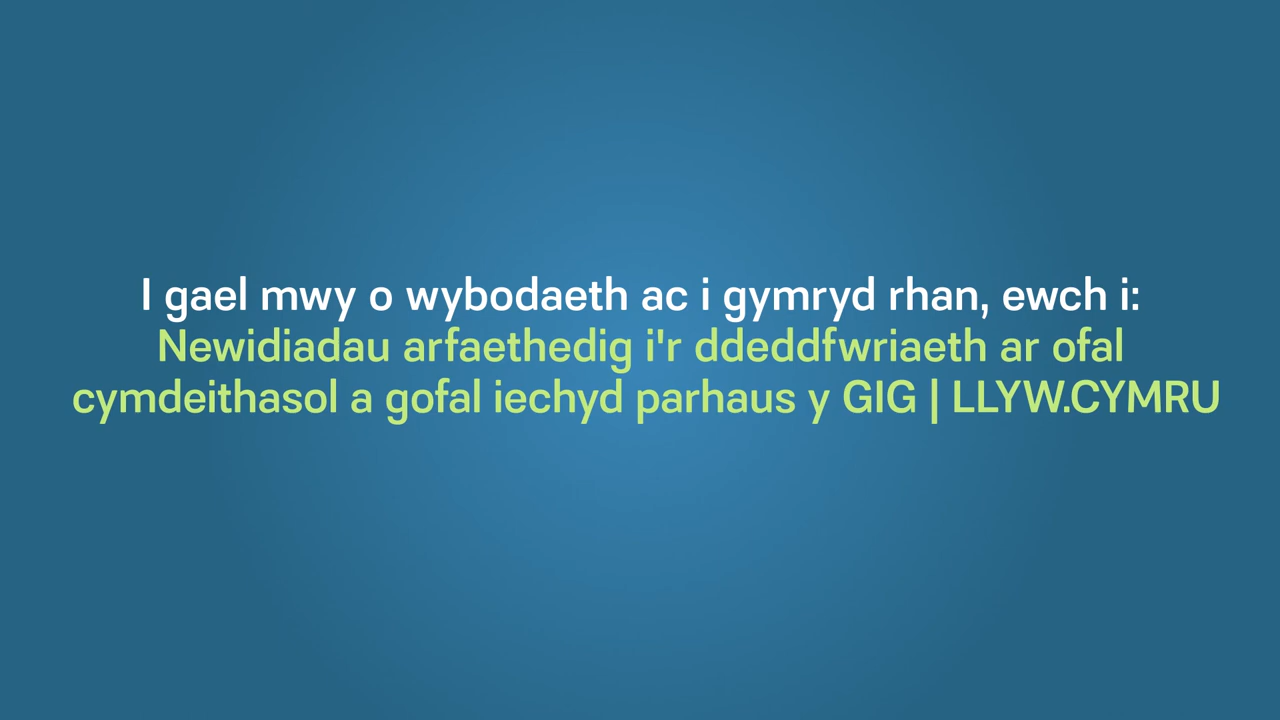 I gael mwy o wybodaeth ac i gymryd rhan, ewch i:
Newidiadau arfaethedig i'r ddeddfwriaeth ar ofal
cymdeithasol a gofal iechyd parhaus y GIG | LLYW.CYMRU